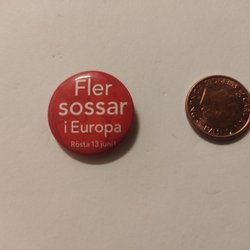 Fler
sossar
i Europa
Rösta 13 juni!